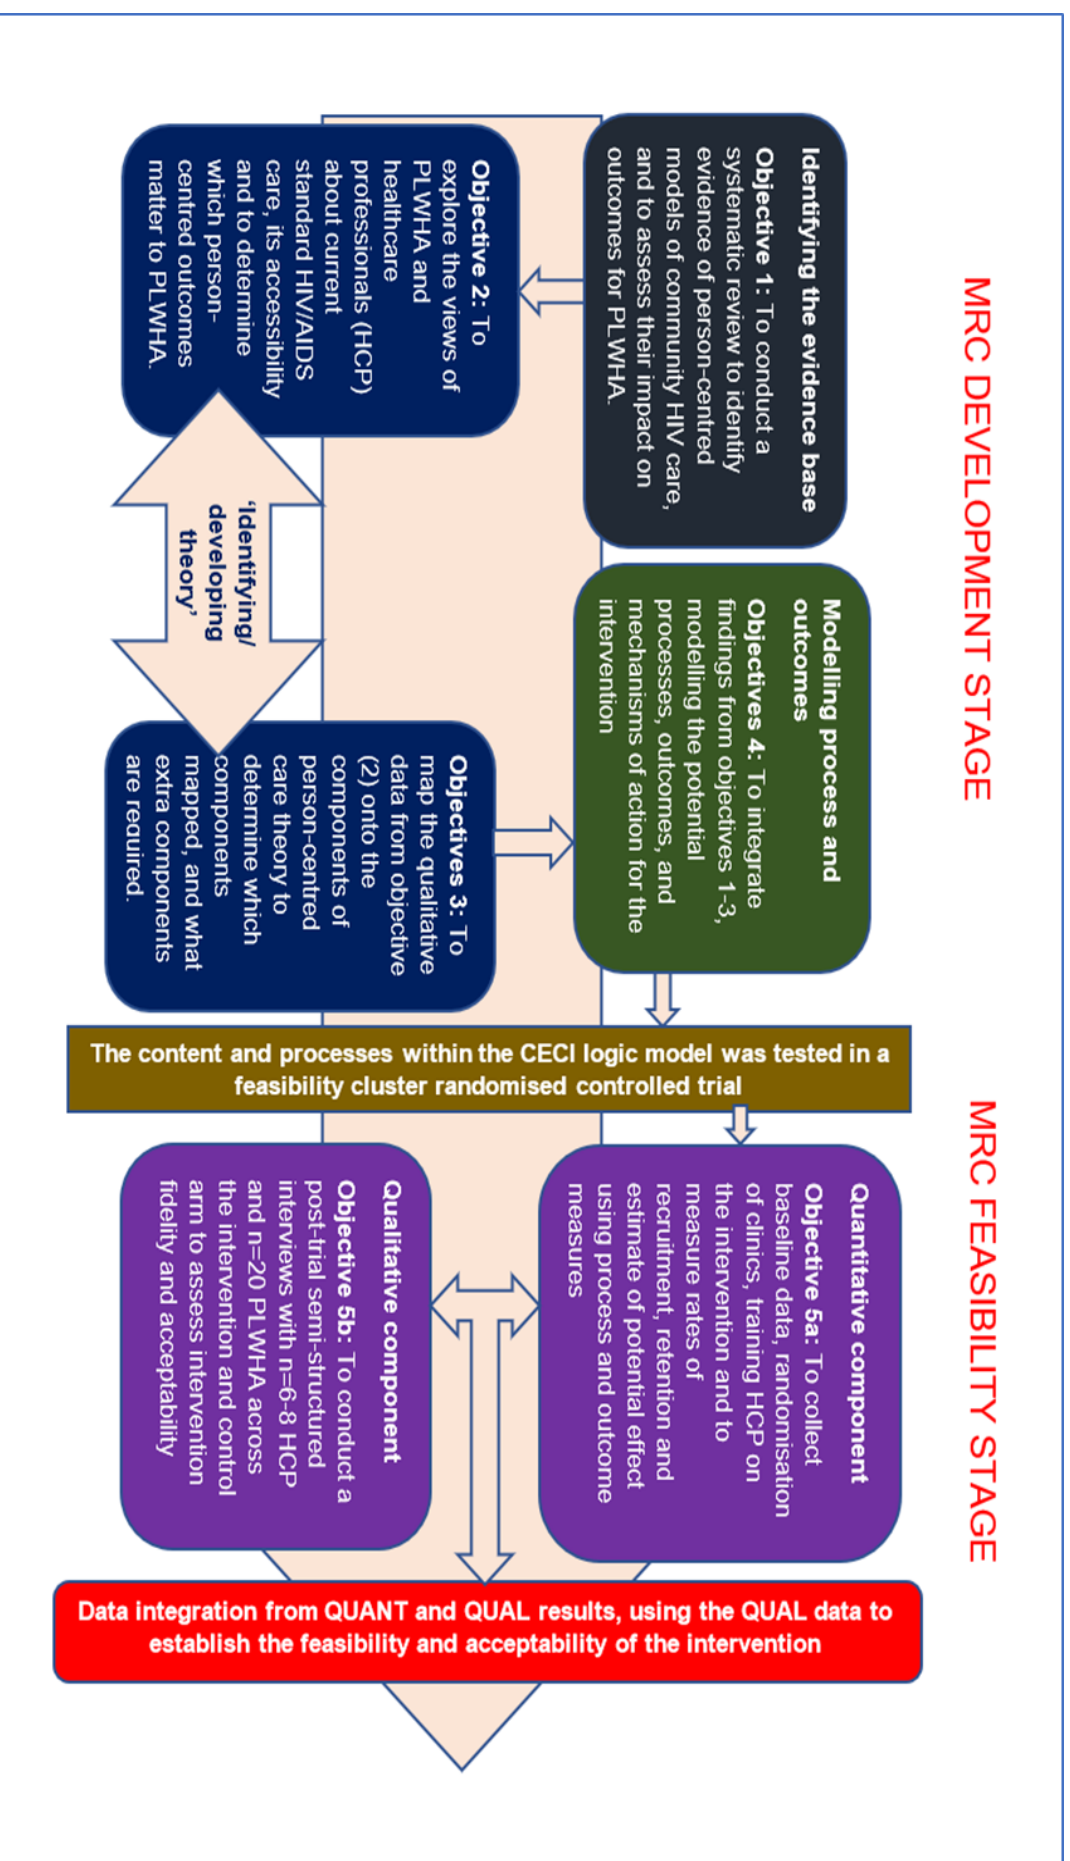 MRC DEVELOPMENT STAGE
Identifying the evidence base
Objective 1: To conduct a
systematic review to identify
evidence of person-centred
models of community HIV care,
and to assess their impact on
outcomes for PLWHA.
Objective 2: To
explore the views of
PLWHA and
healthcare
professionals (HCP)
about current
standard HIV/AIDS
care, its accessibility
and to determine
which person-
centred outcomes
matter to PLWHA.
‘Identifying/
developing
theory’
Objectives 3: To
map the qualitative
data from objective
(2) onto the
components of
person-centred
care theory to
determine which
components
mapped, and what
extra components
are required.
Modelling process and
outcomes
Objectives 4: To integrate
findings from objectives 1-3,
modelling the potential
processes, outcomes, and
mechanisms of action for the
intervention
The content and processes within the CECI logic model was tested in a
feasibility cluster randomised controlled trial
MRC FEASIBILITY STAGE
Quantitative component
Objective 5a: To collect
baseline data, randomisation
of clinics, training HCP on
the intervention and to
measure rates of
recruitment, retention and
estimate of potential effect
using process and outcome
measures
Qualitative component
Objective 5b: To conduct a
post-trial semi-structured
interviews with n=6-8 HCP
and n=20 PLWHA across
the intervention and control
arm to assess intervention
fidelity and acceptability
Data integration from QUANT and QUAL results, using the QUAL data to
establish the feasibility and acceptability of the intervention